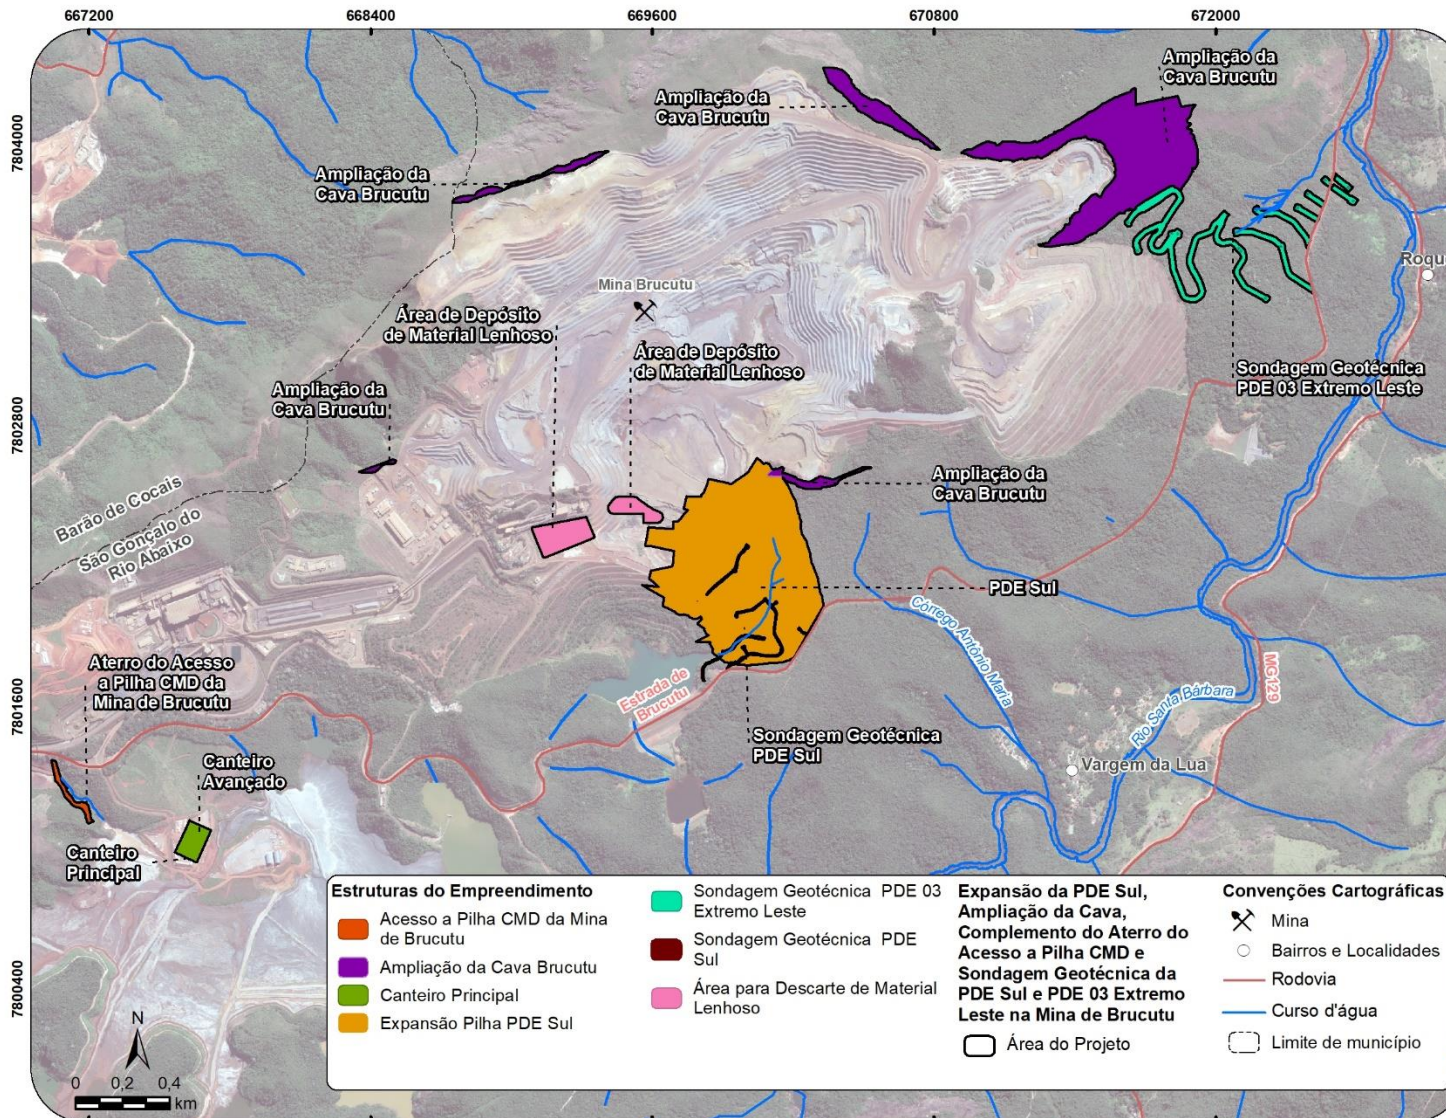 667200
668400
669600
670800
672000
7804000
7802800
7801600
7800400
Ampliação da
Cava Brucutu
Ampliação da
Cava Brucutu
Ampliação da
Cava Brucutu
Mina Brucutu
Área de Depósito
de Material Lenhoso
Área de Depósito
de Material Lenhoso
Roqu
Sondagem Geotécnica
PDE 03 Extremo Leste
Ampliação da
Cava Brucutu
Ampliação da
Cava Brucutu
Barão de Cocais
São Gonçalo do
Rio Abaixo
PDE Sul
Córrego Antônio Maria
Aterro do Acesso
a Pilha CMD da
Mina de Brucutu
Estrada de
Brucutu
MG129
Rio Santa Bárbara
Sondagem Geotécnica
PDE Sul
Vargem da Lua
Canteiro
Avançado
Canteiro
Principal
Estruturas do Empreendimento
Acesso a Pilha CMD da Mina
de Brucutu
Ampliação da Cava Brucutu
Canteiro Principal
Expansão Pilha PDE Sul
Sondagem Geotécnica PDE 03
Extremo Leste
Sondagem Geotécnica PDE
Sul
Área para Descarte de Material
Lenhoso
Expansão da PDE Sul,
Ampliação da Cava,
Complemento do Aterro do
Acesso a Pilha CMD e
Sondagem Geotécnica da
PDE Sul e PDE 03 Extremo
Leste na Mina de Brucutu
Área do Projeto
Convenções Cartográficas
Mina
Bairros e Localidades
Rodovia
Curso d'água
Limite de município
N
0 0,2 0,4
km